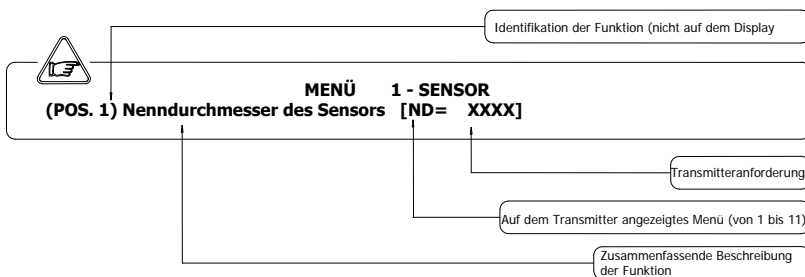 Identifikation der Funktion (nicht auf dem Display
MENÜ 1 - SENSOR
(POS. 1) Nenndurchmesser des Sensors [ND= XXXX]
Transmitteranforderung
Auf dem Transmitter angezeigtes Menü (von 1 bis 11)
Zusammenfassende Beschreibung
der Funktion